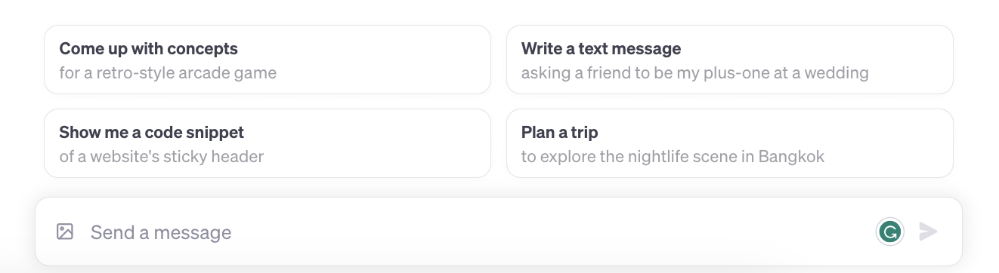 Come up with concepts
for a retro-style arcade game
Write a text message
asking a friend to be my plus-one at a wedding
Show me a code snippet
of a website's sticky header
Plan a trip
to explore the nightlife scene in Bangkok
Send a message